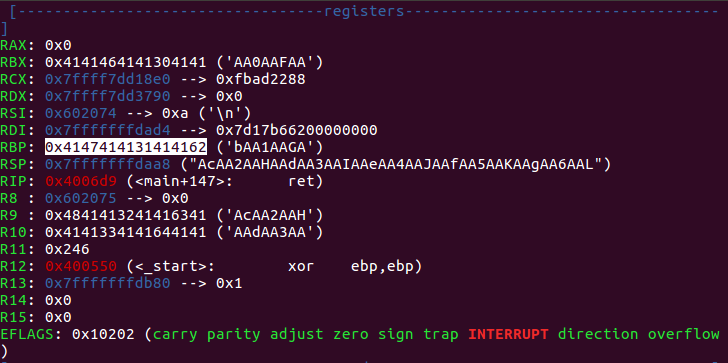 [----------------------------------registers-----------------------------------
]
RAX: 0x0
RBX: 0x4141464141304141 ('AA0AAFAA')
RCX: 0x7ffff7dd18e0 --> 0xfbad2288
RDX: 0x7ffff7dd3790 --> 0x0
RSI: 0x602074 --> 0xa ('\n')
RDI: 0x7fffffffdad4 --> 0x7d17b66200000000
RBP: 0x4147414131414162 ('bAA1AAGA')
RSP: 0x7fffffffdaa8 ("AcAA2AAHAAdAA3AAIAAeAA4AAJAAfAA5AAKAAgAA6AAL")
RIP: 0x4006d9 (<main+147>: ret)
R8 : 0x602075 --> 0x0
R9 : 0x4841413241416341 ('AcAA2AAH')
R10: 0x4141334141644141 ('AAdAA3AA')
R11: 0x246
R12: 0x400550 (<_start>: xor ebp,ebp)
R13: 0x7fffffffdb80 --> 0x1
R14: 0x0
R15: 0x0
EFLAGS: 0x10202 (carry parity adjust zero sign trap INTERRUPT direction overflow
)